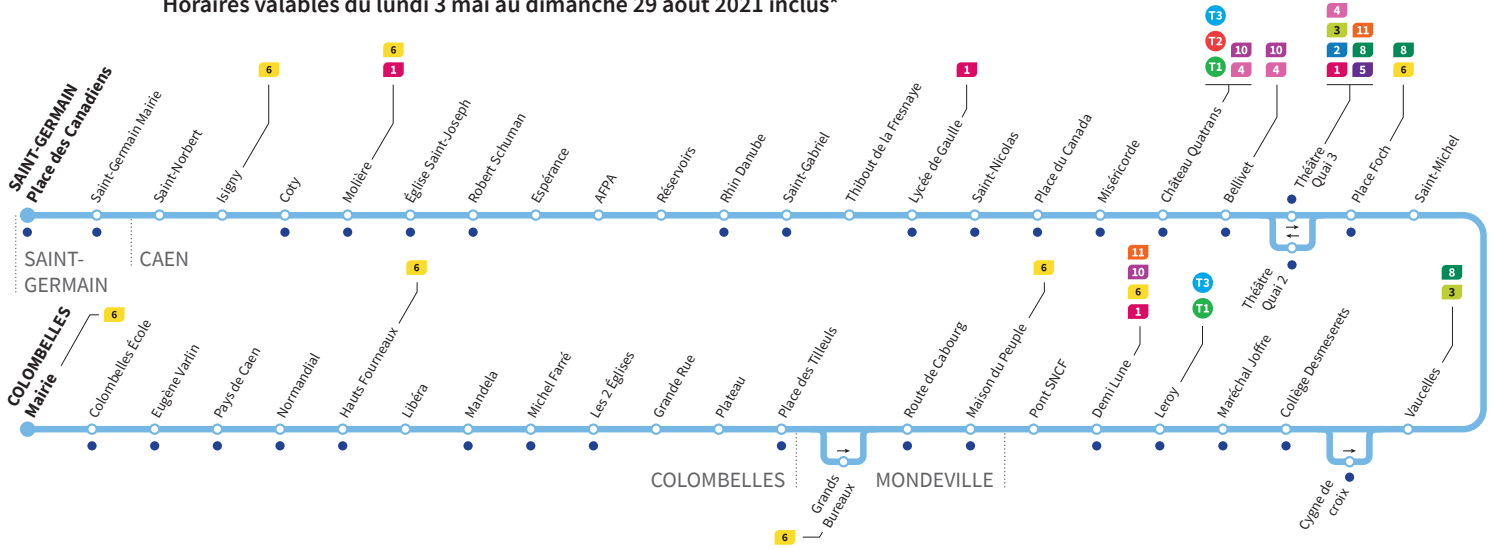 Horaires valables du lundi 3 mai au dimanche 29 août 2021 inclus*
SAINT-GERMAIN
Place des Canadiens
Saint-Germain Mairie
Saint-Norbert
Isigny
6
Coty
Molière
6
1
Église Saint-Joseph
Robert Schuman
Espérance
AFPA
Réservoirs
Rhin Danube
Saint-Gabriel
Thibout de la Fresnaye
Lycée de Gaulle
1
Saint-Nicolas
Place du Canada
Miséricorde
Château Quatrans
T3
T2
T1
10
4
Bellivet
10
4
Théâtre
Quai 3
4
3 11
2 8
1 5
Place Foch
8
6
Saint-Michel
Théâtre
Quai 2
SAINT-
GERMAIN
CAEN
COLOMBELLES
Mairie
6
Colombelles École
Eugène Varlin
Pays de Caen
Normandial
Hauts Fourneaux
6
Libéra
Mandela
Michel Farré
Les 2 Églises
Grande Rue
Plateau
Place des Tilleuls
Grands
Bureaux
6
Route de Cabourg
Maison du Peuple
6
Pont SNCF
Demi Lune
11
10
6
1
Leroy
T3
T1
Maréchal Joffre
Collège Desmeserets
Cygne de
croix
Vaucelles
8
3
COLOMBELLES
MONDEVILLE